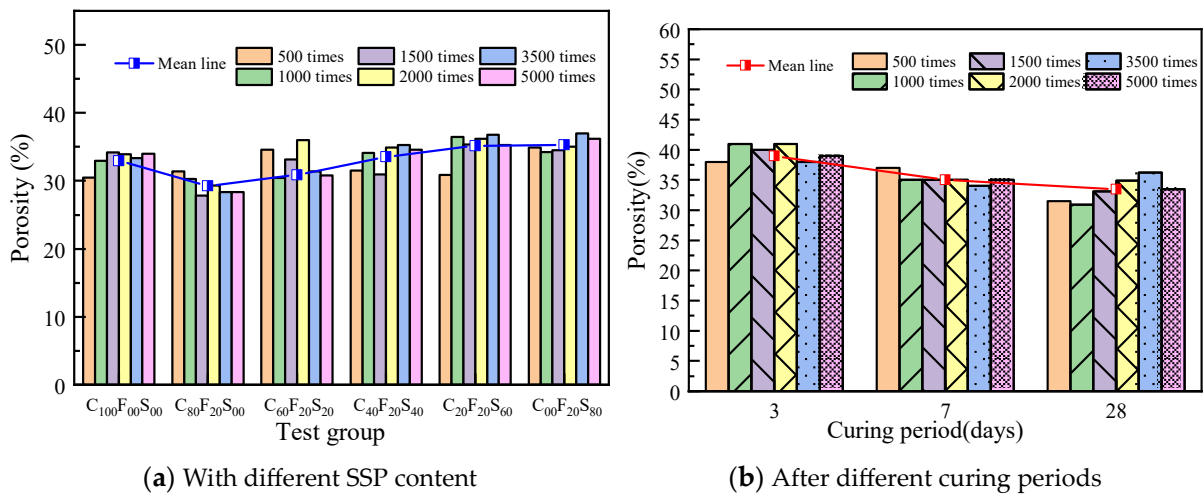 50
40
30
20
10
0
Porosity (%)
Mean line
500 times
1500 times
3500 times
1000 times
2000 times
5000 times
C₁₀₀F₀₀S₀₀
C₈₀F₂₀S₀₀
C₆₀F₂₀S₂₀
C₄₀F₂₀S₄₀
C₂₀F₂₀S₆₀
C₀₀F₂₀S₈₀
Test group
(a) With different SSP content
60
55
50
45
40
35
30
25
20
15
10
5
0
Porosity(%)
Mean line
500 times
1500 times
3500 times
1000 times
2000 times
5000 times
3
7
28
Curing period(days)
(b) After different curing periods